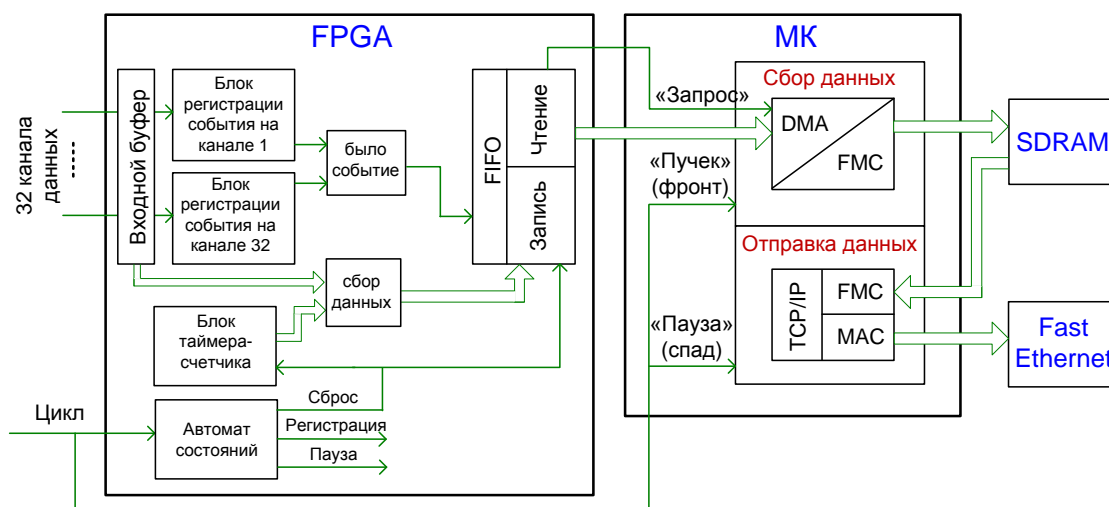 FPGA
32 канала
данных
Входной буфер
Блок
регистрации
события на
канале 1
Блок
регистрации
события на
канале 32
было
событие
FIFO
Чтение
Запись
сбор
данных
Блок
таймера-
счетчика
Цикл
Автомат
состояний
Сброс
Регистрация
Пауза
МК
«Запрос»
«Пучек»
(фронт)
«Пауза»
(спад)
Сбор данных
DMA
FMC
Отправка данных
TCP/IP
FMC
MAC
SDRAM
Fast
Ethernet